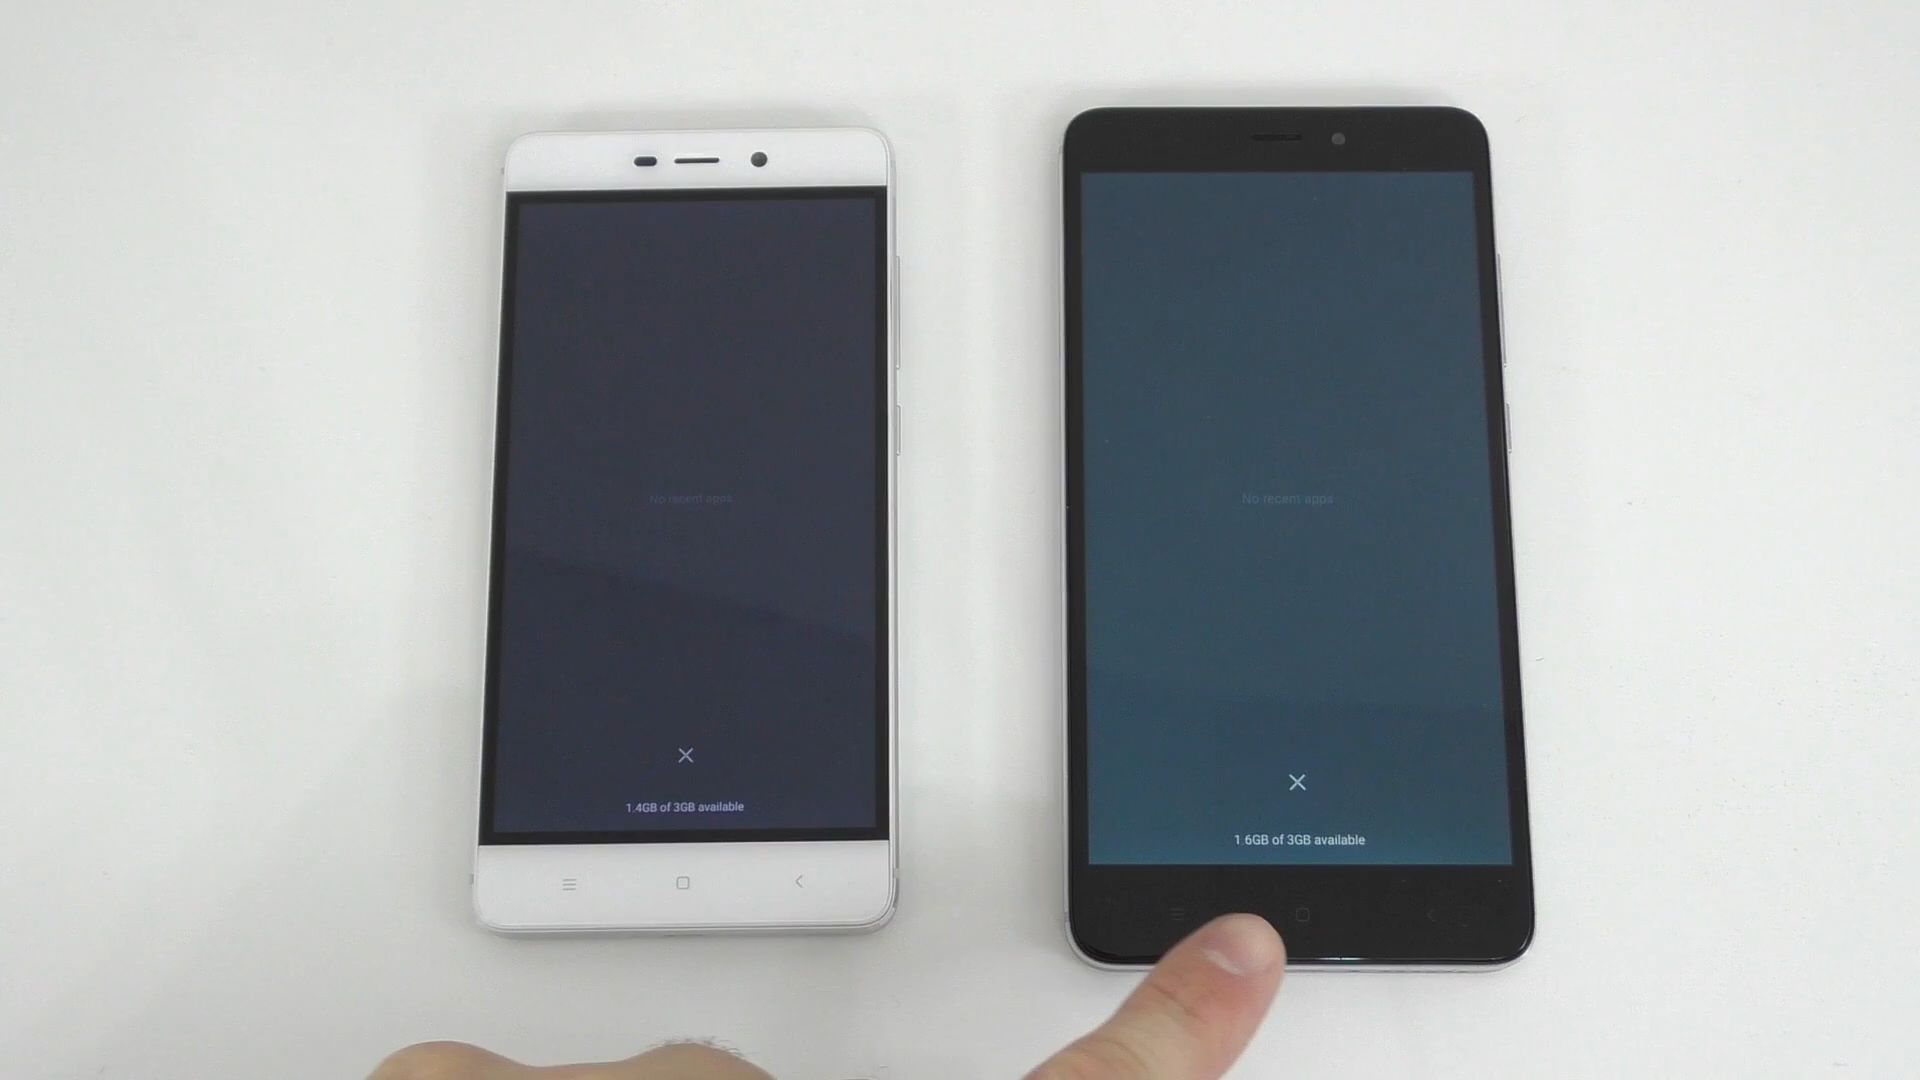 No recent apps
1.4GB of 3GB available
No recent apps
1.6GB of 3GB available